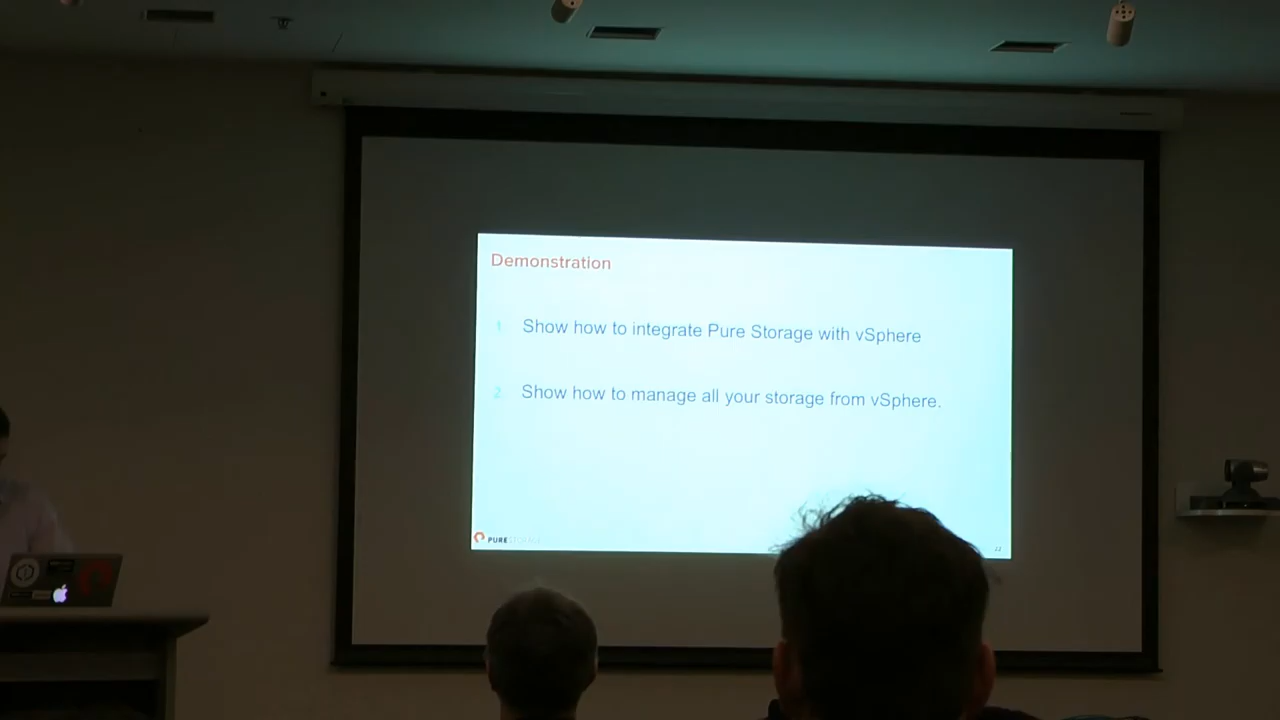 Demonstration
1 Show how to integrate Pure Storage with vSphere
2 Show how to manage all your storage from vSphere.
PURESTORAGE